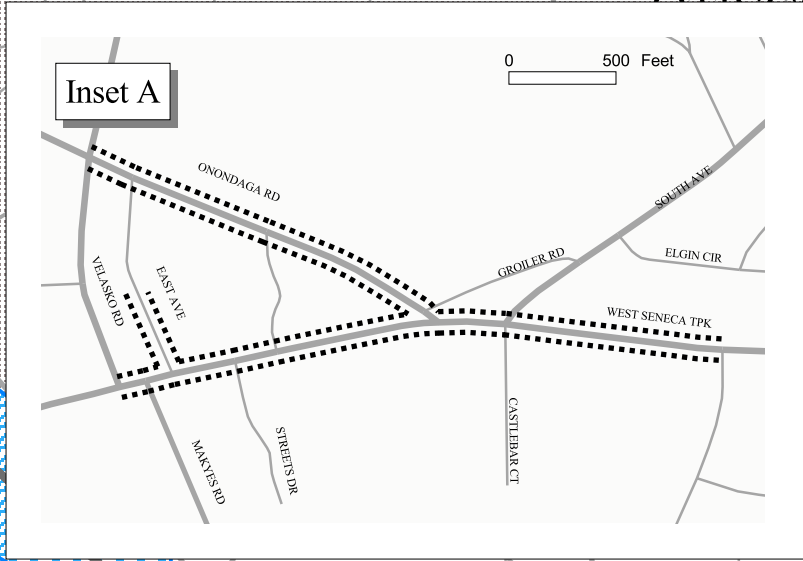 0 500 Feet
Inset A
ONONDAGA RD
SOUTH AVE
GROILER RD
ELGIN CIR
VELASKO RD
EAST AVE
WEST SENECA TPK
CASTLEBAR CT
STREETS DR
MAKYES RD